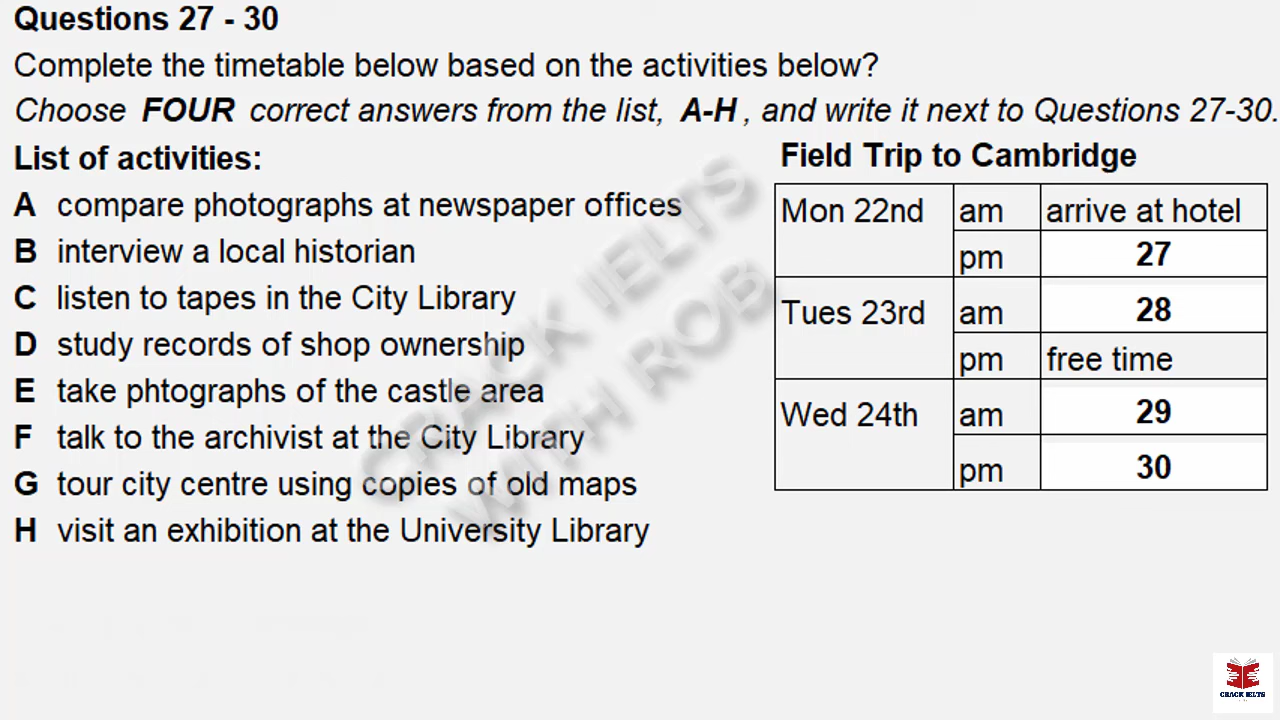 Questions 27 - 30
Complete the timetable below based on the activities below?
Choose FOUR correct answers from the list, A-H , and write it next to Questions 27-30.
List of activities:
A compare photographs at newspaper offices
B interview a local historian
C listen to tapes in the City Library
D study records of shop ownership
E take phtographs of the castle area
F talk to the archivist at the City Library
G tour city centre using copies of old maps
H visit an exhibition at the University Library
Field Trip to Cambridge
Mon 22nd am arrive at hotel
pm 27
Tues 23rd am 28
pm free time
Wed 24th am 29
pm 30
CRACK IELTS
WITH ROB
CRACK IELTS